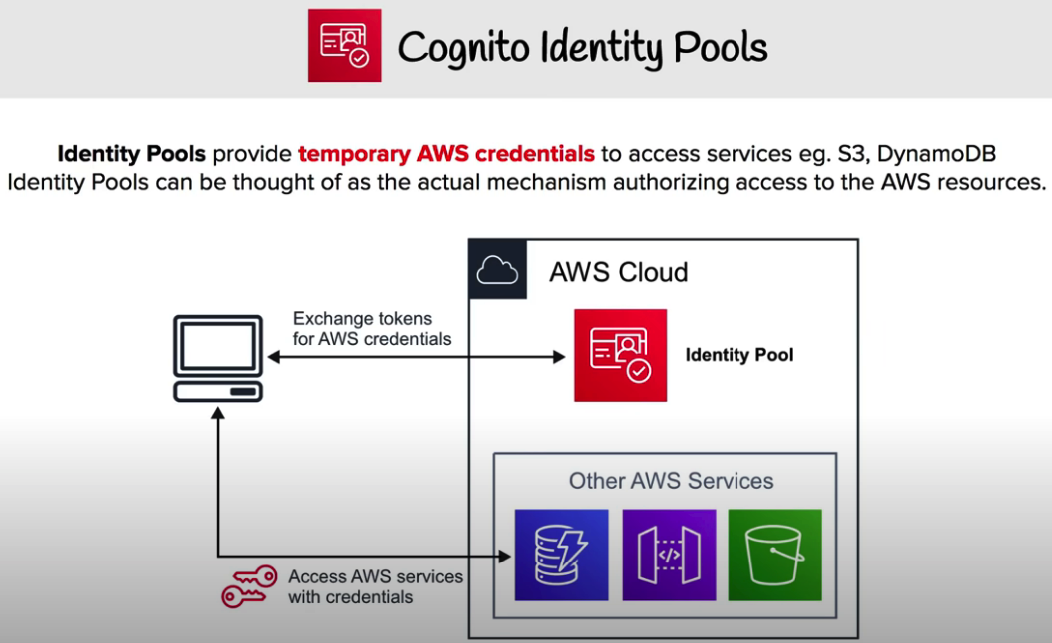 Cognito Identity Pools
Identity Pools provide temporary AWS credentials to access services eg. S3, DynamoDB
Identity Pools can be thought of as the actual mechanism authorizing access to the AWS resources.
AWS Cloud
Exchange tokens
for AWS credentials
Identity Pool
Other AWS Services
</>
Access AWS services
with credentials